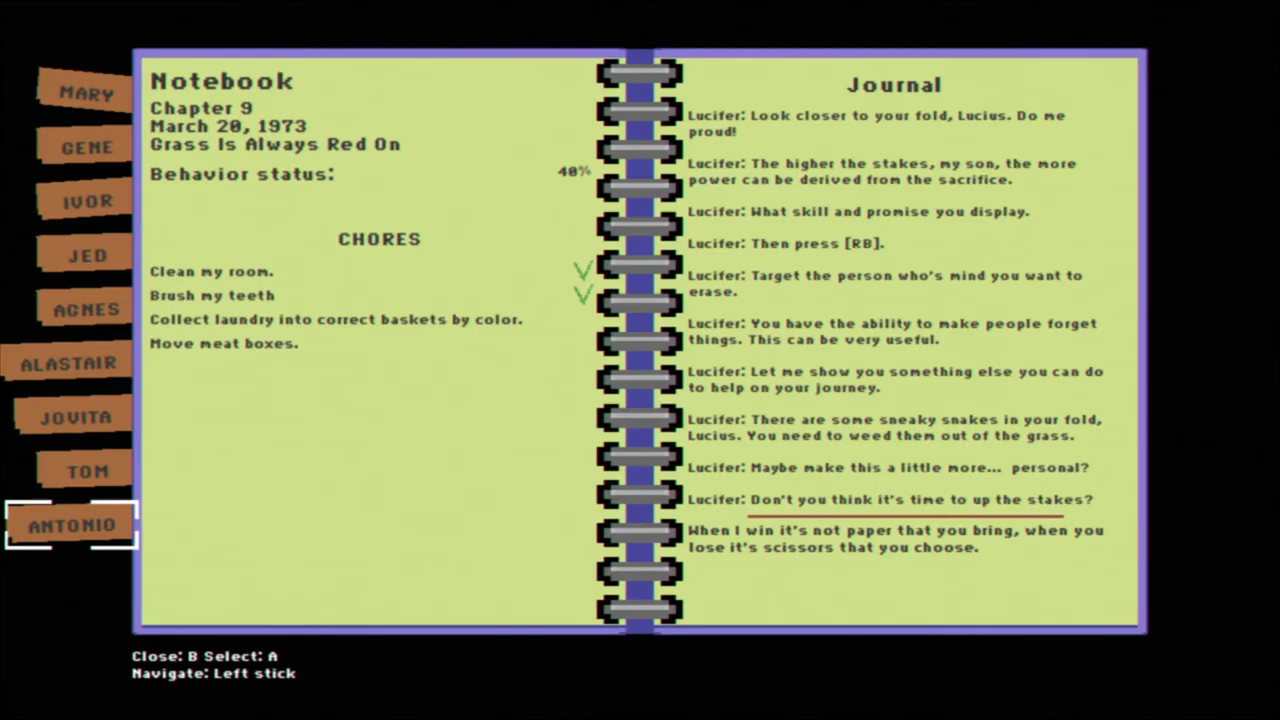 MARY
GENE
IVOR
JED
AGNES
ALASTAIR
JOVITA
TOM
ANTONIO
Notebook
Chapter 9
March 20, 1973
Grass Is Always Red On
Behavior status:
40%
CHORES
Clean my room.
Brush my teeth
Collect laundry into correct baskets by color.
Move meat boxes.
Journal
Lucifer: Look closer to your fold, Lucius. Do me
proud!
Lucifer: The higher the stakes, my son, the more
power can be derived from the sacrifice.
Lucifer: What skill and promise you display.
Lucifer: Then press [RB].
Lucifer: Target the person who's mind you want to
erase.
Lucifer: You have the ability to make people forget
things. This can be very useful.
Lucifer: Let me show you something else you can do
to help on your journey.
Lucifer: There are some sneaky snakes in your fold,
Lucius. You need to weed them out of the grass.
Lucifer: Maybe make this a little more... personal?
Lucifer: Don't you think it's time to up the stakes?
When I win it's not paper that you bring, when you
lose it's scissors that you choose.
Close: B Select: A
Navigate: Left stick